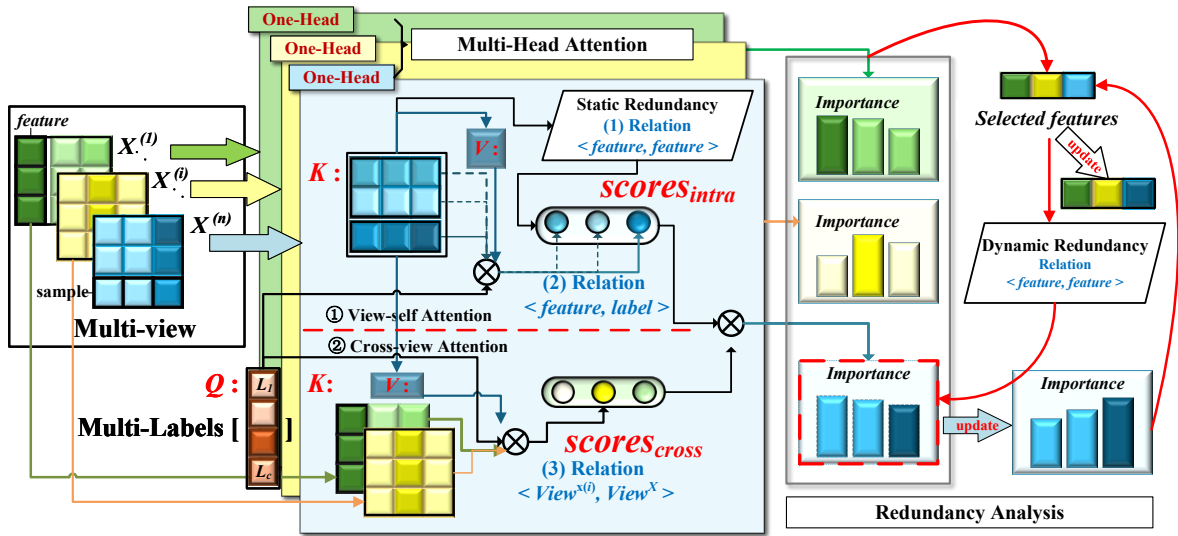 One-Head
One-Head
One-Head
Multi-Head Attention
feature
X⁽¹⁾
X⁽ⁱ⁾
X⁽ⁿ⁾
sample
Multi-view
K:
V:
Static Redundancy
(1) Relation
< feature, feature >
scores_intra
(2) Relation
< feature, label >
① View-self Attention
② Cross-view Attention
Q:
L₁
L_c
Multi-Labels [ ]
K:
V:
scores_cross
(3) Relation
< View^x(i), View^X >
Importance
Importance
Importance
update
Importance
Selected features
update
Dynamic Redundancy
Relation
< feature, feature >
Redundancy Analysis